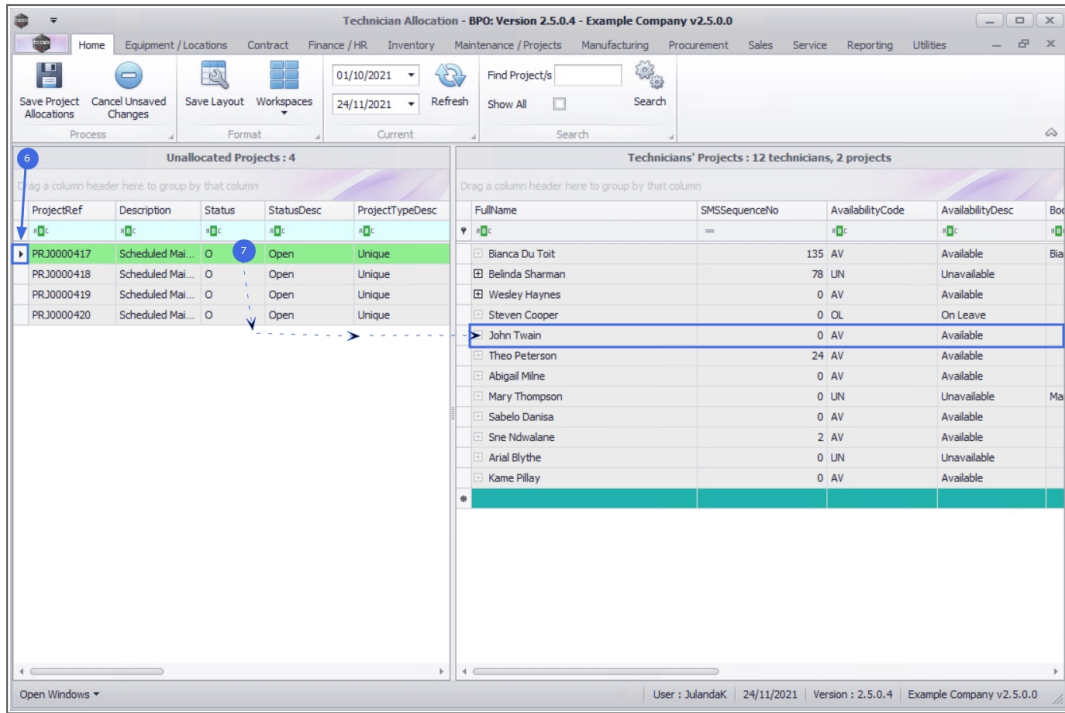 Technician Allocation - BPO: Version 2.5.0.4 - Example Company v2.5.0.0
Home Equipment / Locations Contract Finance / HR Inventory Maintenance / Projects Manufacturing Procurement Sales Service Reporting Utilities
Save Project Allocations
Cancel Unsaved Changes
Save Layout
Workspaces
01/10/2021
24/11/2021
Refresh
Find Project/s
Show All
Search
Process Format Current Search
6
Unallocated Projects : 4
Drag a column header here to group by that column
ProjectRef Description Status StatusDesc ProjectTypeDesc
PRJ0000417 Scheduled Mai... O 7 Open Unique
PRJ0000418 Scheduled Mai... O Open Unique
PRJ0000419 Scheduled Mai... O Open Unique
PRJ0000420 Scheduled Mai... O Open Unique
Technicians' Projects : 12 technicians, 2 projects
Drag a column header here to group by that column
FullName SMSSequenceNo AvailabilityCode AvailabilityDesc Boo
Bianca Du Toit 135 AV Available Bia
Belinda Sharman 78 UN Unavailable
Wesley Haynes 0 AV Available
Steven Cooper 0 OL On Leave
John Twain 0 AV Available
Theo Peterson 24 AV Available
Abigail Milne 0 AV Available
Mary Thompson 0 UN Unavailable Ma
Sabelo Danisa 0 AV Available
Sne Ndwalane 2 AV Available
Arial Blythe 0 UN Unavailable
Kame Pillay 0 AV Available
Open Windows
User : JulandaK 24/11/2021 Version : 2.5.0.4 Example Company v2.5.0.0